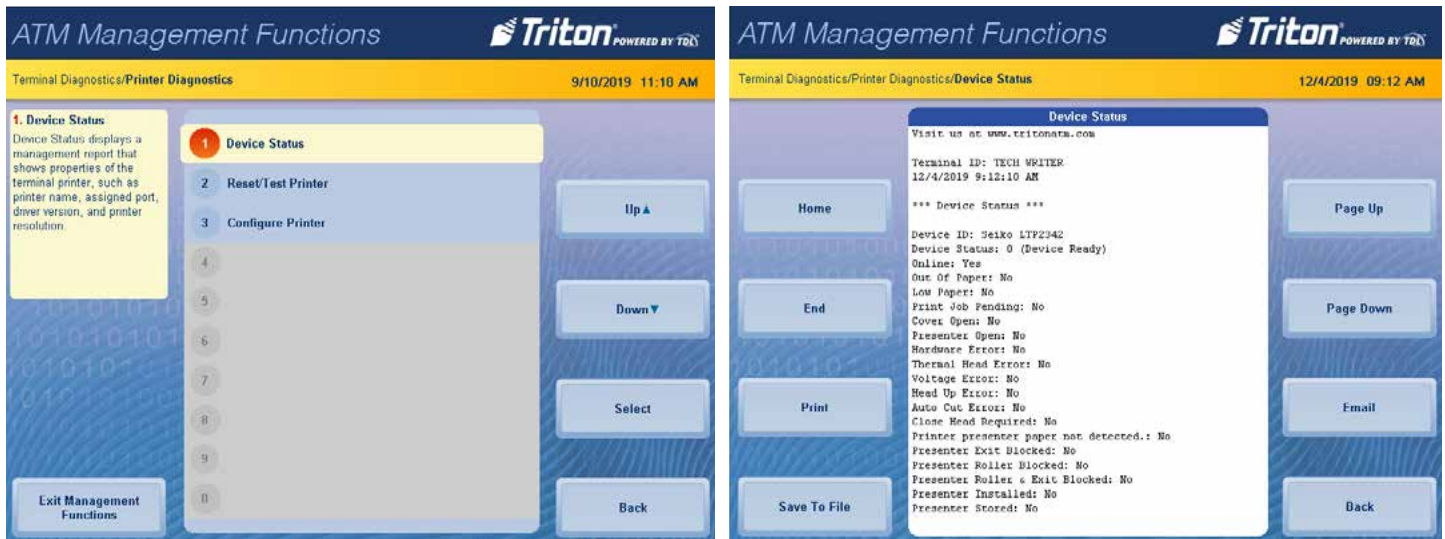 ATM Management Functions
Triton POWERED BY TDL
Terminal Diagnostics/Printer Diagnostics
9/10/2019 11:18 AM
1. Device Status
Device Status displays a
management report that
shows properties of the
terminal printer, such as
printer name, assigned port,
driver version, and printer
resolution.
1 Device Status
2 Reset/Test Printer
3 Configure Printer
4
5
6
7
8
9
0
Up
Down
Select
Exit Management
Functions
Back
ATM Management Functions
Triton POWERED BY TDL
Terminal Diagnostics/Printer Diagnostics/Device Status
12/4/2019 09:12 AM
Home
End
Print
Save To File
Device Status
Visit us at www.tritonatm.com
Terminal ID: TECH WRITER
12/4/2019 9:12:10 AM
*** Device Status ***
Device ID: Seiko LTP2342
Device Status: 0 (Device Ready)
Online: Yes
Out Of Paper: No
Low Paper: No
Print Job Pending: No
Cover Open: No
Presenter Open: No
Hardware Error: No
Thermal Head Error: No
Voltage Error: No
Head Up Error: No
Auto Cut Error: No
Close Head Required: No
Printer presenter paper not detected.: No
Presenter Exit Blocked: No
Presenter Roller Blocked: No
Presenter Roller & Exit Blocked: No
Presenter Installed: No
Presenter Stored: No
Page Up
Page Down
Email
Back